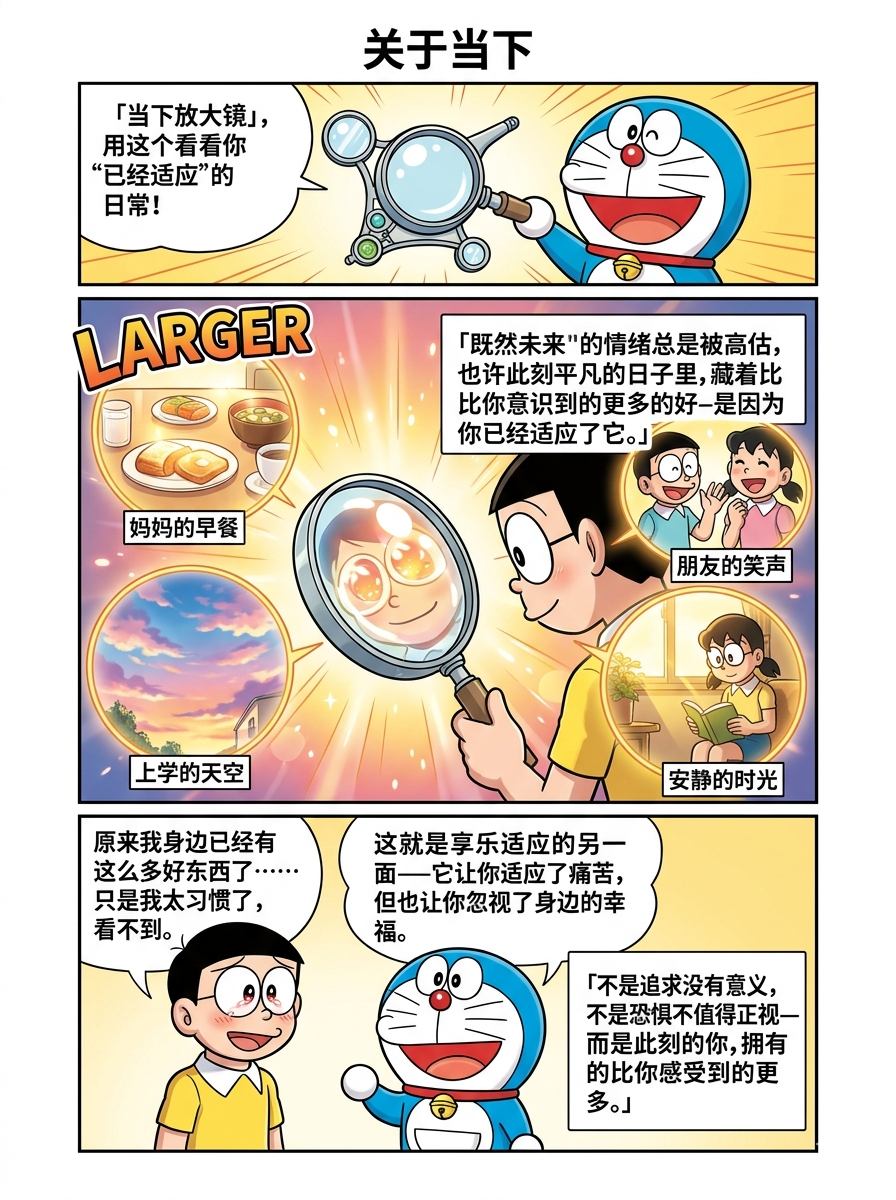 关于当下
「当下放大镜」,
用这个看看你
“已经适应”的
日常!
LARGER
「既然未来"的情绪总是被高估,
也许此刻平凡的日子里,藏着比
比你意识到的更多的好–是因为
你已经适应了它。」
妈妈的早餐
朋友的笑声
上学的天空
安静的时光
原来我身边已经有
这么多好东西了……
只是我太习惯了,
看不到。
这就是享乐适应的另一
面——它让你适应了痛苦,
但也让你忽视了身边的幸
福。
「不是追求没有意义,
不是恐惧不值得正视—
而是此刻的你,拥有
的比你感受到的更
多。」